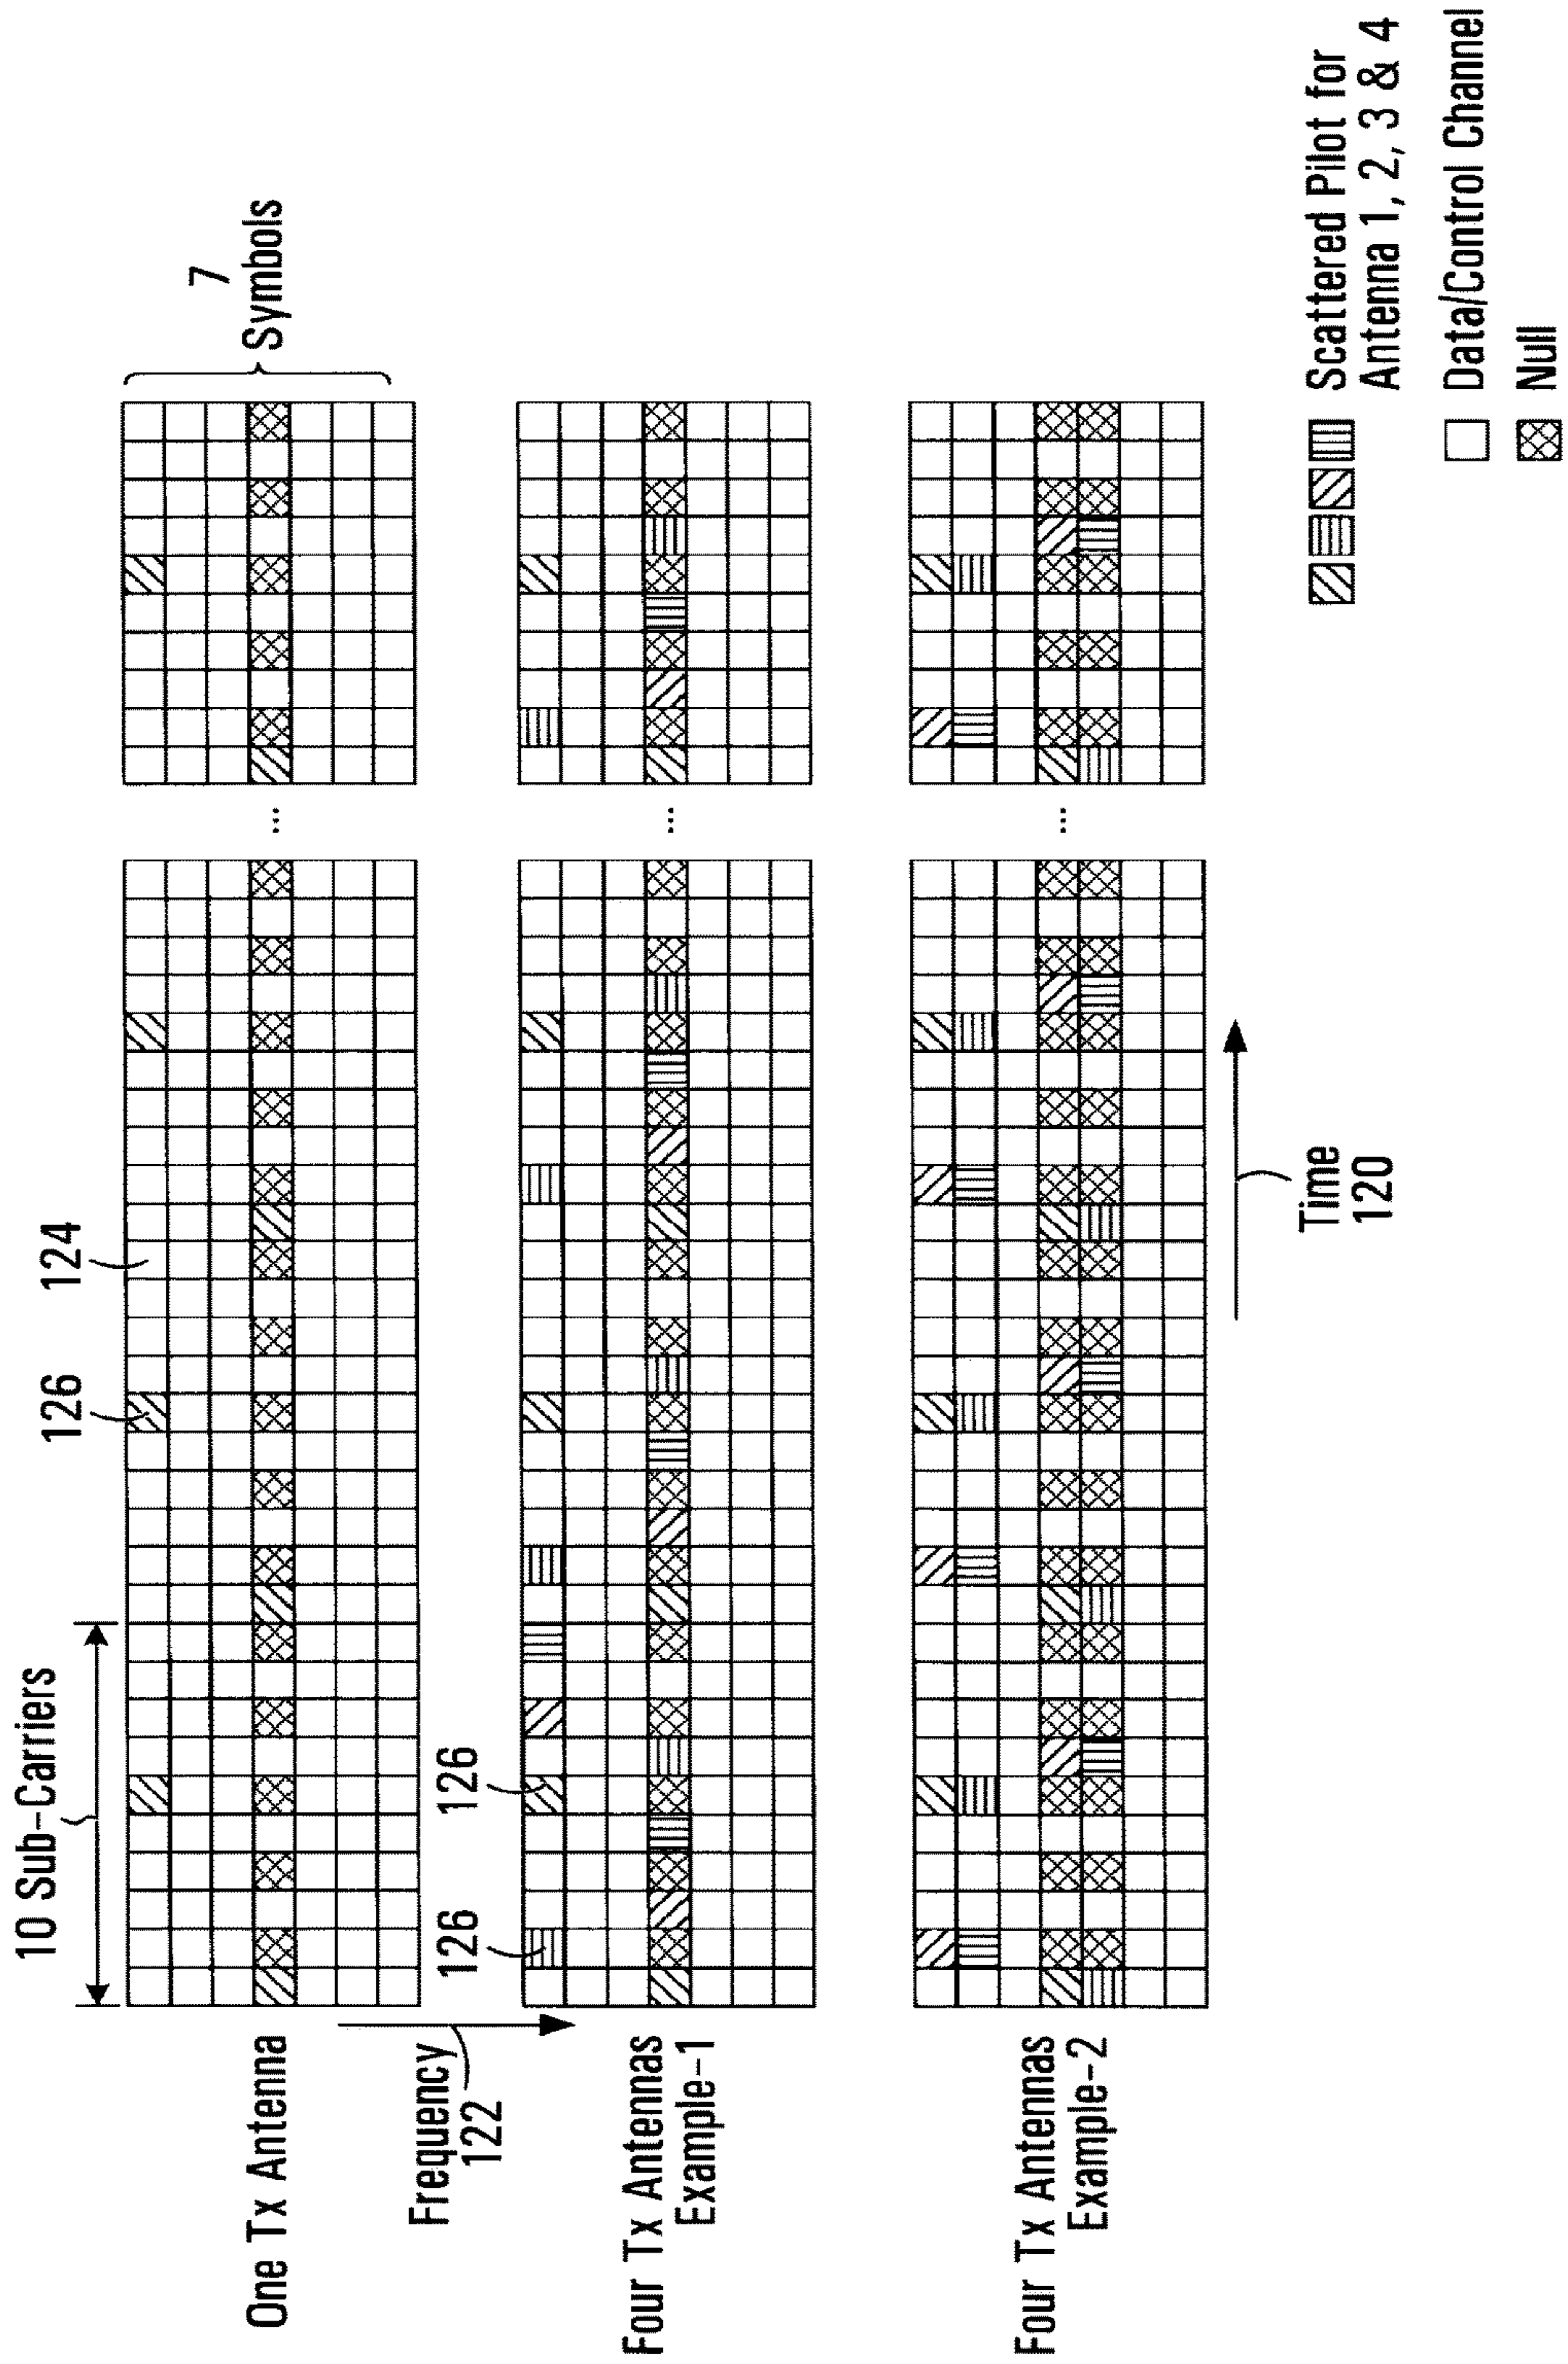 10 Sub-Carriers
126
124
7
Symbols
One Tx Antenna
...
Frequency
122
126
126
Four Tx Antennas
Example-1
...
Four Tx Antennas
Example-2
...
Time
120
Scattered Pilot for
Antenna 1, 2, 3 & 4
Data/Control Channel
Null